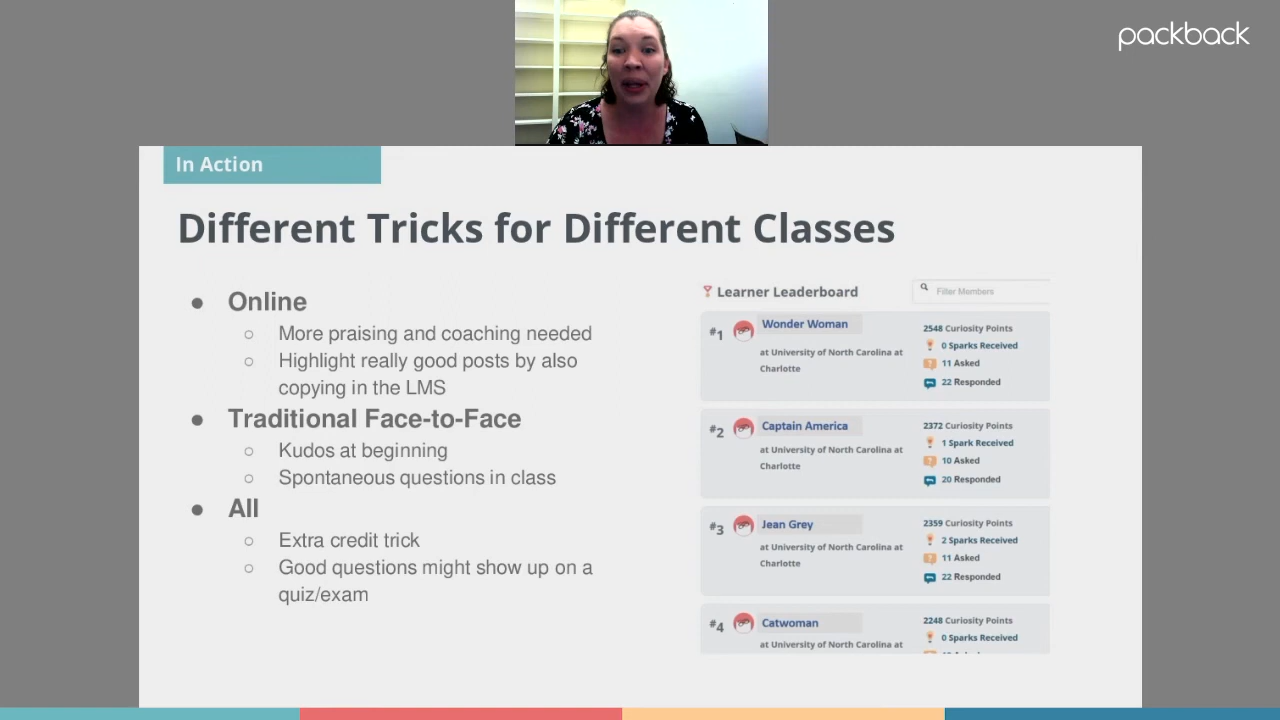 packback
In Action
Different Tricks for Different Classes
● Online
○ More praising and coaching needed
○ Highlight really good posts by also
copying in the LMS
● Traditional Face-to-Face
○ Kudos at beginning
○ Spontaneous questions in class
● All
○ Extra credit trick
○ Good questions might show up on a
quiz/exam
Learner Leaderboard
Filter Members
#1 Wonder Woman
at University of North Carolina at
Charlotte
2548 Curiosity Points
0 Sparks Received
11 Asked
22 Responded
#2 Captain America
at University of North Carolina at
Charlotte
2372 Curiosity Points
1 Spark Received
10 Asked
20 Responded
#3 Jean Grey
at University of North Carolina at
Charlotte
2359 Curiosity Points
2 Sparks Received
11 Asked
22 Responded
#4 Catwoman
at University of North Carolina at
2248 Curiosity Points
0 Sparks Received